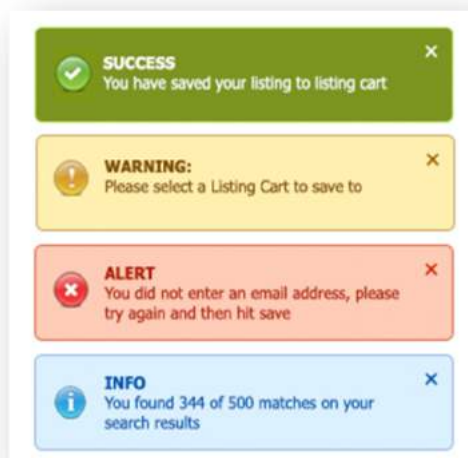 SUCCESS
You have saved your listing to listing cart
WARNING:
Please select a Listing Cart to save to
ALERT
You did not enter an email address, please
try again and then hit save
INFO
You found 344 of 500 matches on your
search results